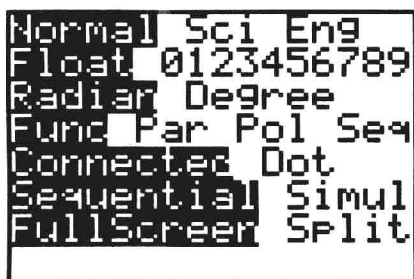 Normal Sci Eng
Float 0123456789
Radian Degree
Func Par Pol Seq
Connected Dot
Sequential Simul
FullScreen Split